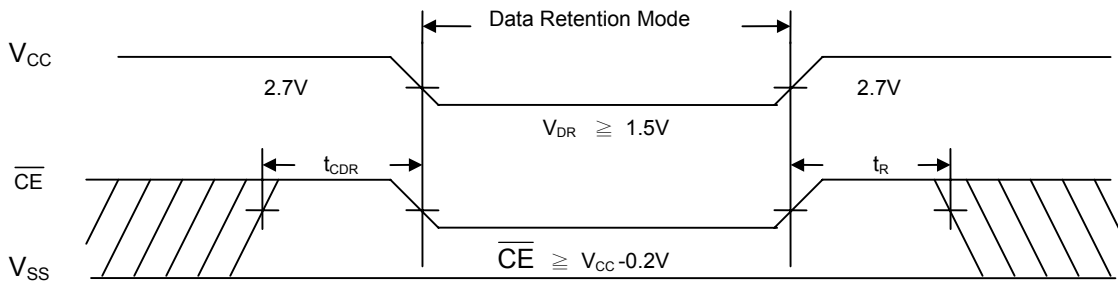 Data Retention Mode
VCC
2.7V
2.7V
VDR ≧ 1.5V
tCDR
tR
CE
CE ≧ VCC-0.2V
VSS